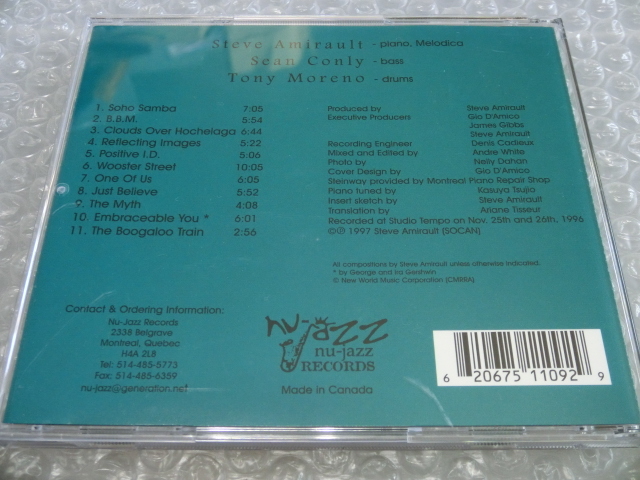 Steve Amirault - piano, Melodica
Sean Conly - bass
Tony Moreno - drums
1. Soho Samba 7:05
2. B.B.M. 5:54
3. Clouds Over Hochelaga 6:44
4. Reflecting Images 5:22
5. Positive I.D. 5:06
6. Wooster Street 10:05
7. One Of Us 6:05
8. Just Believe 5:52
9. The Myth 4:08
10. Embraceable You * 6:01
11. The Boogaloo Train 2:56
Produced by Steve Amirault
Executive Producers Gio D'Amico
James Gibbs
Steve Amirault
Recording Engineer Denis Cadieux
Mixed and Edited by Andre White
Photo by Nelly Dahan
Cover Design by Gio D'Amico
Steinway provided by Montreal Piano Repair Shop
Piano tuned by Kasuya Tsujio
Insert sketch by Steve Amirault
Translation by Ariane Tisseur
Recorded at Studio Tempo on Nov. 25th and 26th, 1996
©℗ 1997 Steve Amirault (SOCAN)
All compositions by Steve Amirault unless otherwise indicated.
* by George and Ira Gershwin
© New World Music Corporation (CMRRA)
Contact & Ordering Information:
Nu-Jazz Records
2338 Belgrave
Montreal, Quebec
H4A 2L8
Tel: 514-485-5773
Fax: 514-485-6359
nu-jazz@generation.net
nu-jazz
nu-jazz
RECORDS
Made in Canada
6 20675 11092 9